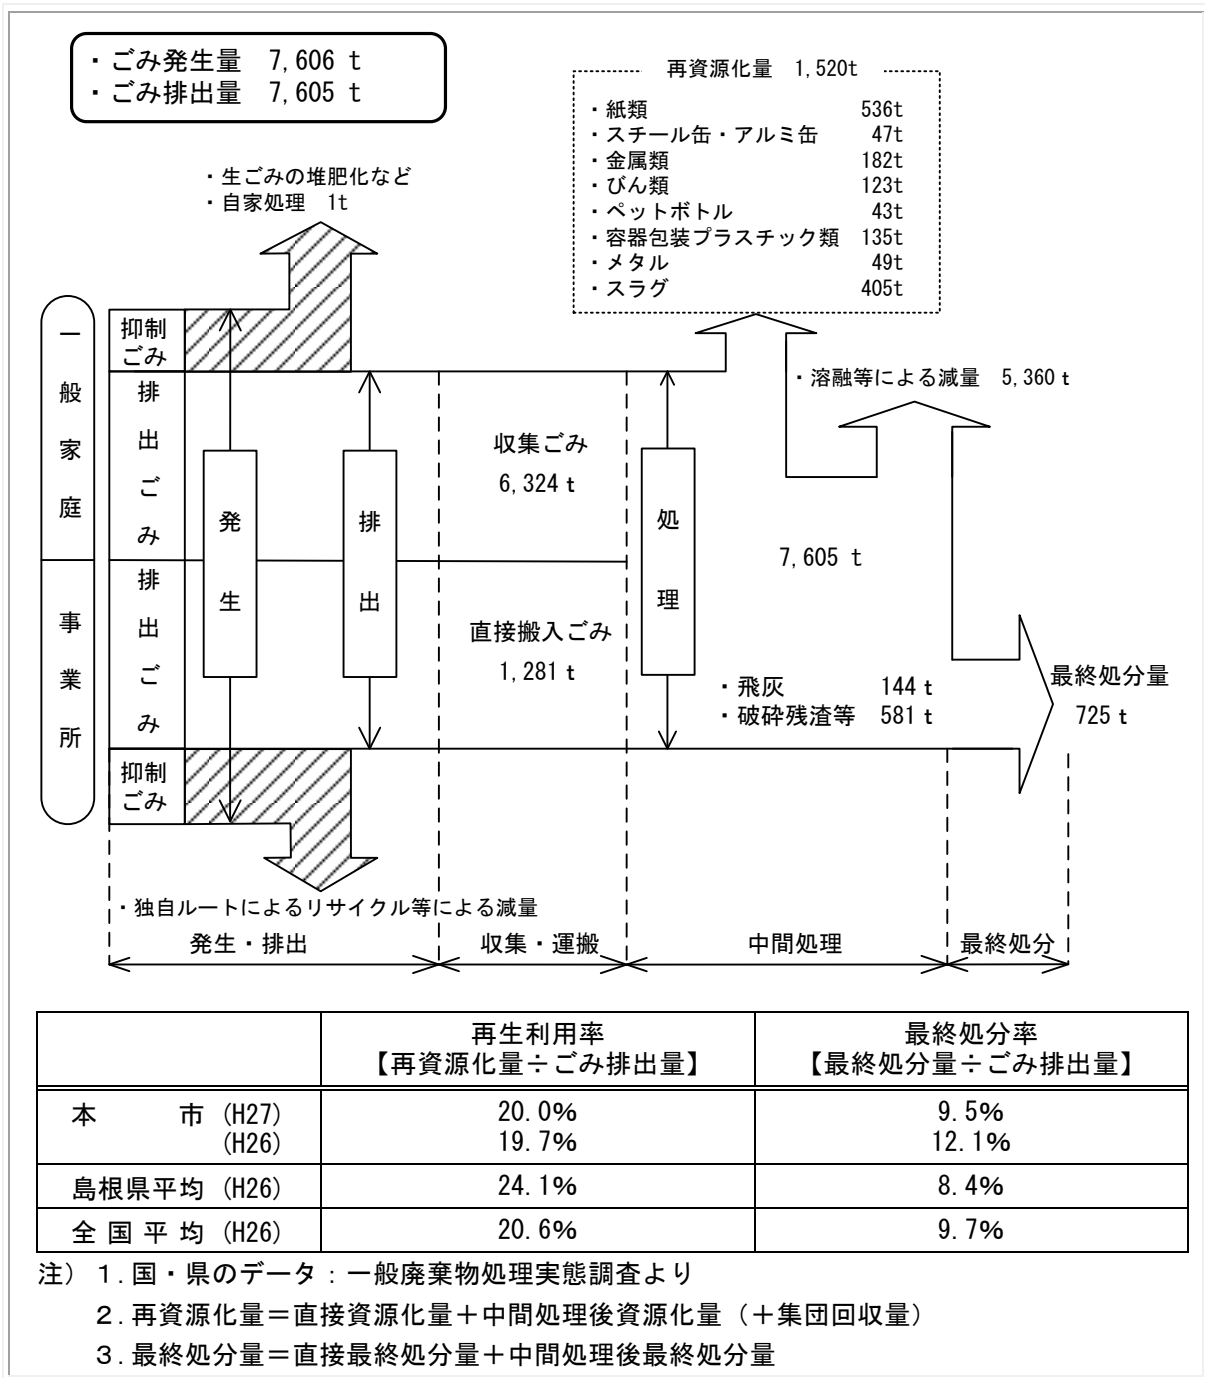 ・ごみ発生量　7,606 t
・ごみ排出量　7,605 t
再資源化量　1,520t
・紙類　536t
・スチール缶・アルミ缶　47t
・金属類　182t
・びん類　123t
・ペットボトル　43t
・容器包装プラスチック類　135t
・メタル　49t
・スラグ　405t
・生ごみの堆肥化など
・自家処理　1t
一般家庭
事業所
抑制
ごみ
排出ごみ
排出ごみ
抑制
ごみ
発生
排出
収集ごみ
6,324 t
直接搬入ごみ
1,281 t
処理
・溶融等による減量　5,360 t
7,605 t
・飛灰　144 t
・破砕残渣等　581 t
最終処分量
725 t
・独自ルートによるリサイクル等による減量
発生・排出　収集・運搬　中間処理　最終処分
再生利用率　最終処分率
【再資源化量÷ごみ排出量】　【最終処分量÷ごみ排出量】
本　市 (H27)　20.0%　9.5%
(H26)　19.7%　12.1%
島根県平均 (H26)　24.1%　8.4%
全国平均 (H26)　20.6%　9.7%
注）１.国・県のデータ：一般廃棄物処理実態調査より
２.再資源化量＝直接資源化量＋中間処理後資源化量（＋集団回収量）
３.最終処分量＝直接最終処分量＋中間処理後最終処分量